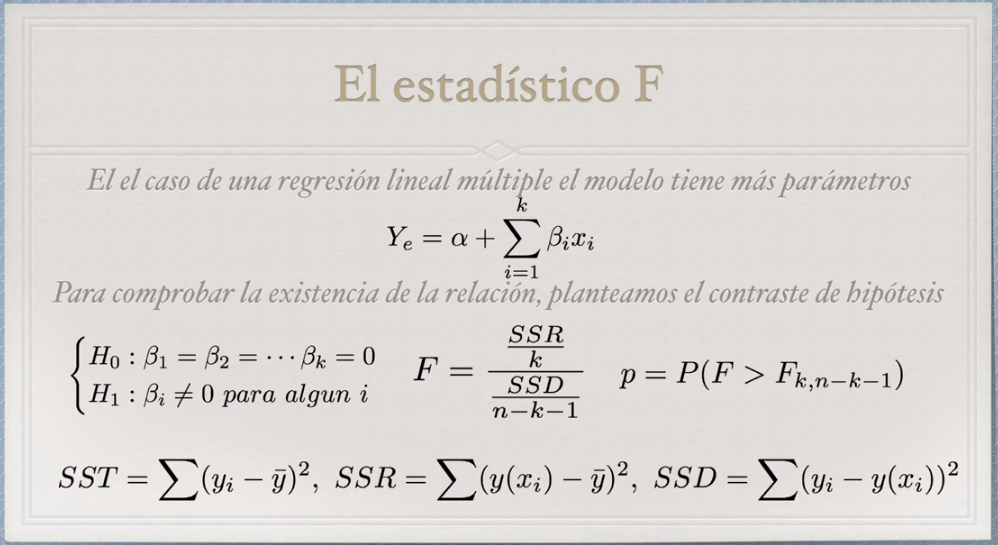 El estadístico F
El el caso de una regresión lineal múltiple el modelo tiene más parámetros
$Y_e = \alpha + \sum_{i=1}^{k} \beta_i x_i$
Para comprobar la existencia de la relación, planteamos el contraste de hipótesis
$\begin{cases} H_0 : \beta_1 = \beta_2 = \cdots \beta_k = 0 \\ H_1 : \beta_i \neq 0 \text{ para algun } i \end{cases}$ $F = \frac{\frac{SSR}{k}}{\frac{SSD}{n-k-1}}$ $p = P(F > F_{k,n-k-1})$
$SST = \sum (y_i - \bar{y})^2, \ SSR = \sum (y(x_i) - \bar{y})^2, \ SSD = \sum (y_i - y(x_i))^2$